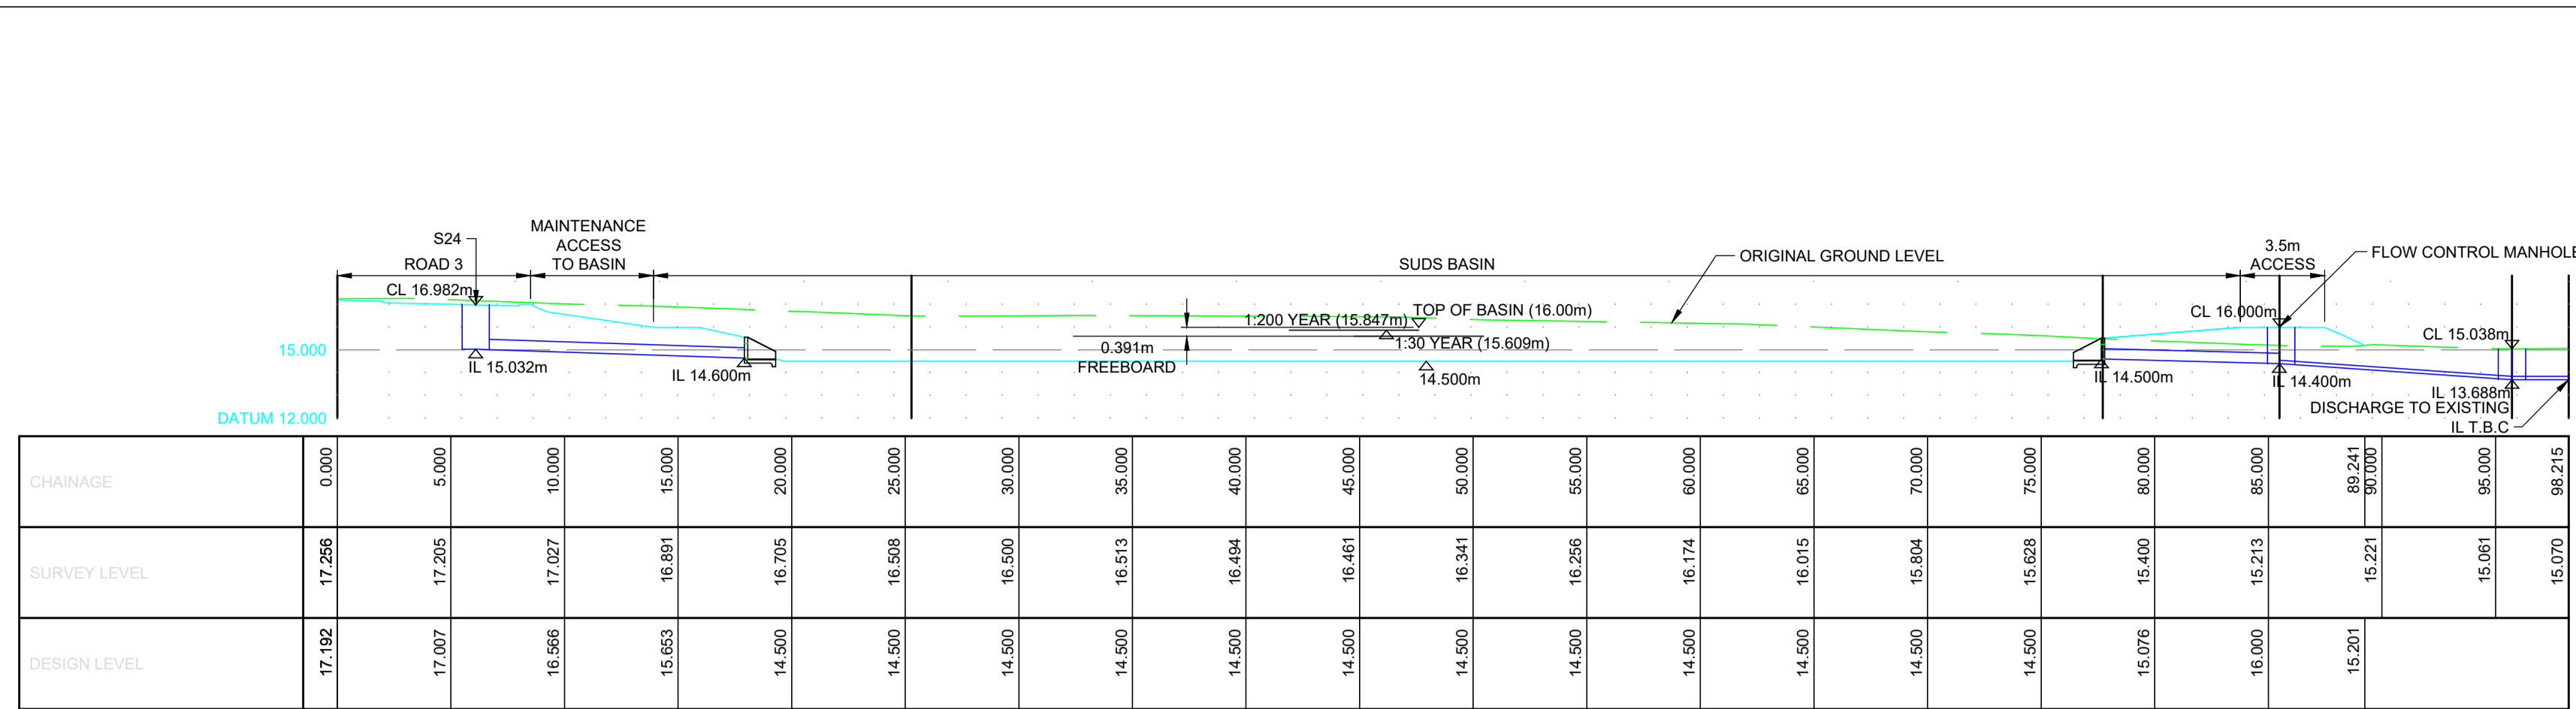 MAINTENANCE
ACCESS
TO BASIN
S24
ROAD 3
SUDS BASIN
ORIGINAL GROUND LEVEL
3.5m
ACCESS
FLOW CONTROL MANHOLE
CL 16.982m
1:200 YEAR (15.847m)
TOP OF BASIN (16.00m)
CL 16.000m
CL 15.038m
15.000
0.391m
FREEBOARD
1:30 YEAR (15.609m)
IL 15.032m
IL 14.600m
14.500m
IL 14.500m
IL 14.400m
IL 13.688m
DISCHARGE TO EXISTING
IL T.B.C
DATUM 12.000
CHAINAGE 0.000 5.000 10.000 15.000 20.000 25.000 30.000 35.000 40.000 45.000 50.000 55.000 60.000 65.000 70.000 75.000 80.000 85.000 89.241 90.000 95.000 98.215
SURVEY LEVEL 17.256 17.205 17.027 16.891 16.705 16.508 16.500 16.513 16.494 16.461 16.341 16.256 16.174 16.015 15.804 15.628 15.400 15.213 15.221 15.061 15.070
DESIGN LEVEL 17.192 17.007 16.566 15.653 14.500 14.500 14.500 14.500 14.500 14.500 14.500 14.500 14.500 14.500 14.500 14.500 15.076 16.000 15.201